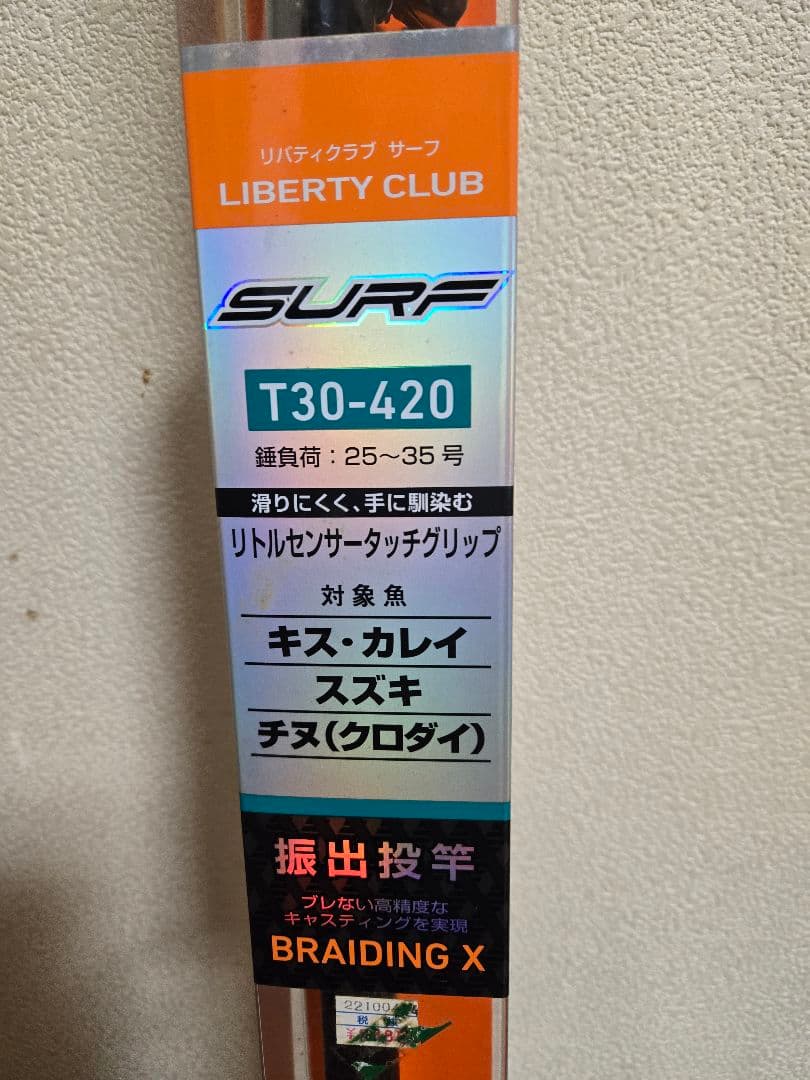 リバティクラブ サーフ
LIBERTY CLUB
SURF
T30-420
錘負荷：25～35号
滑りにくく、手に馴染む
リトルセンサータッチグリップ
対象魚
キス・カレイ
スズキ
チヌ(クロダイ)
振出投竿
ブレない高精度な
キャスティングを実現
BRAIDING X